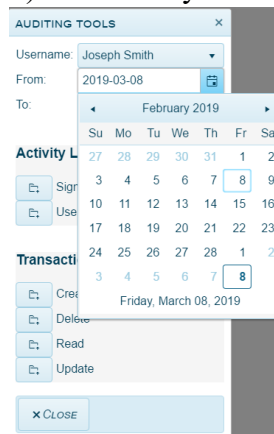 AUDITING TOOLS ×
Username: Joseph Smith
From: 2019-03-08
To:
February 2019
Su Mo Tu We Th Fr Sa
27 28 29 30 31 1 2
3 4 5 6 7 8 9
10 11 12 13 14 15 16
17 18 19 20 21 22 23
24 25 26 27 28 1 2
3 4 5 6 7 8
Friday, March 08, 2019
Activity L
Sign
Use
Transacti
Crea
Delete
Read
Update
× CLOSE